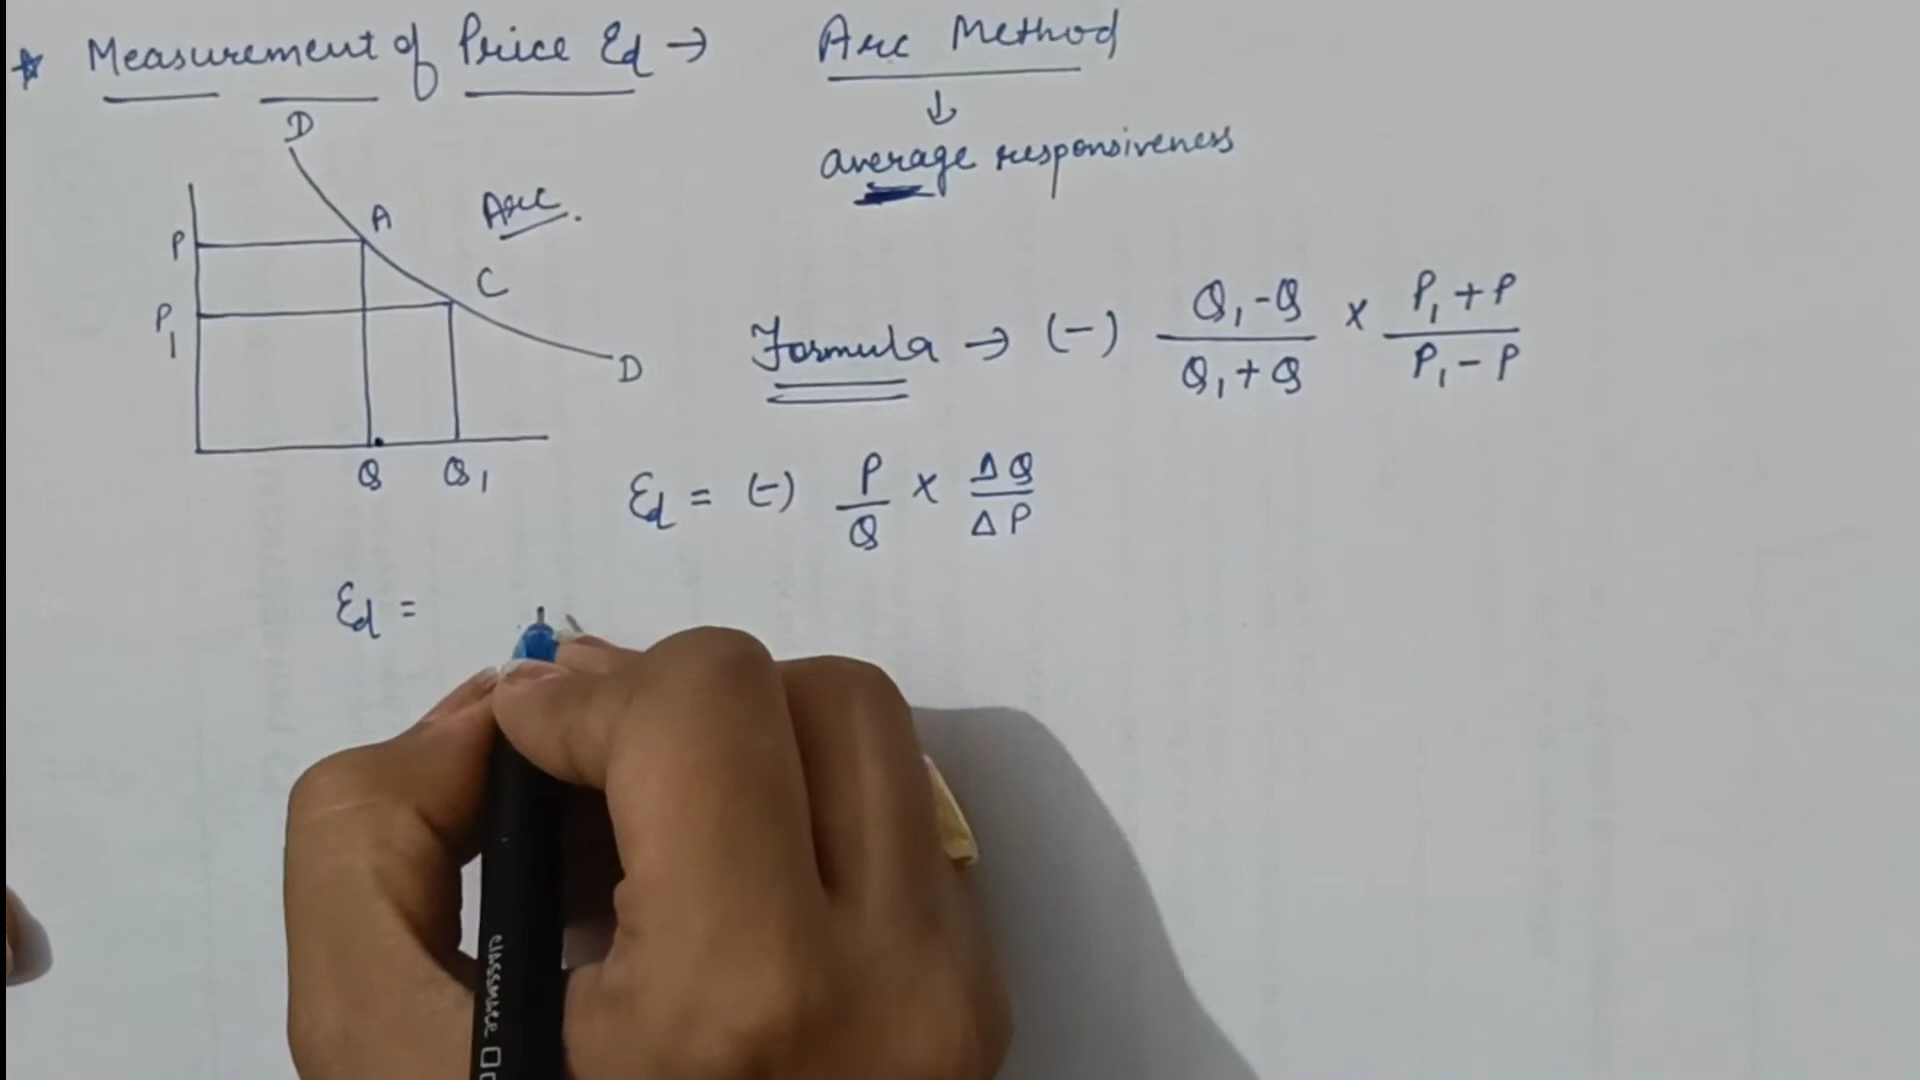 * Measurement of Price Ed → Arc Method
↓
average responsiveness
D
A
Arc.
P
C
P1
D
Q Q1
Formula → (-) Q1-Q / Q1+Q x P1+P / P1-P
Ed = (-) P/Q x ΔQ/ΔP
Ed =
classmate